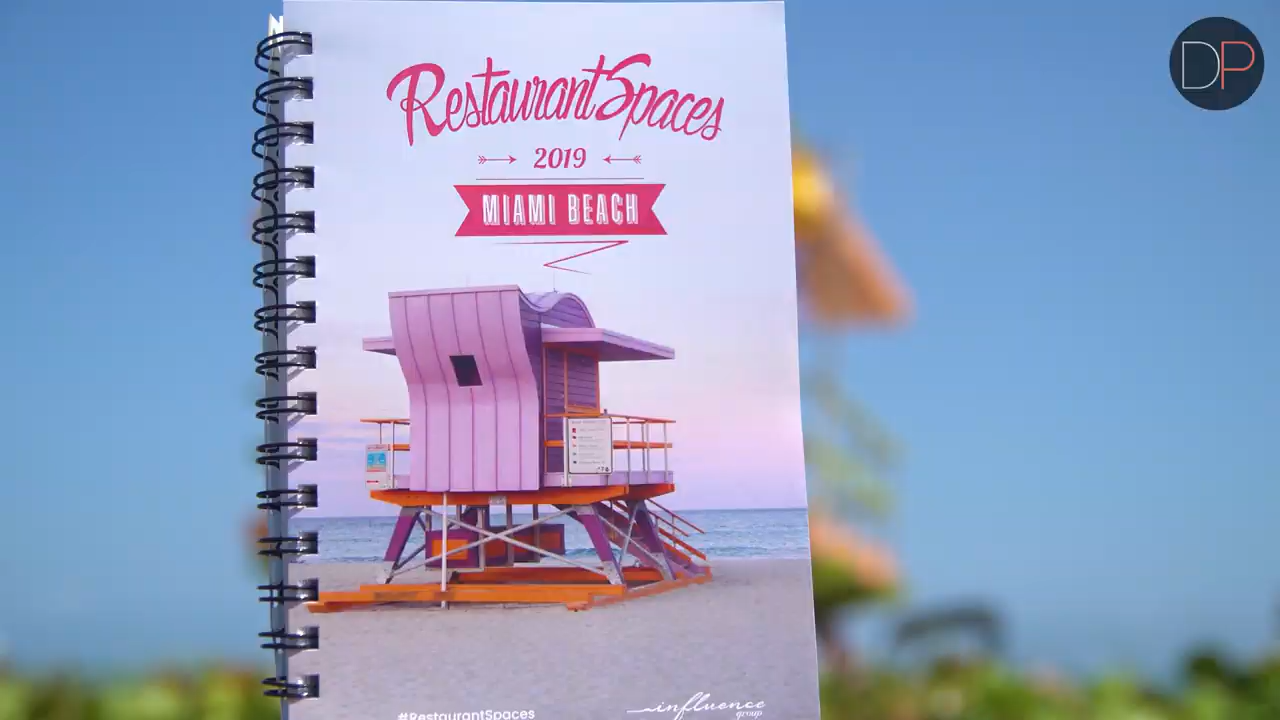 RestaurantSpaces
2019
MIAMI BEACH
#RestaurantSpaces
influence
group
DP